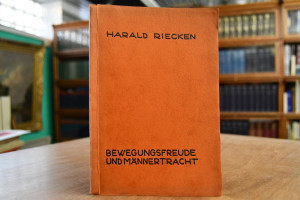 HARALD RIECKEN
BEWEGUNGSFREUDE
UND MÄNNERTRACHT